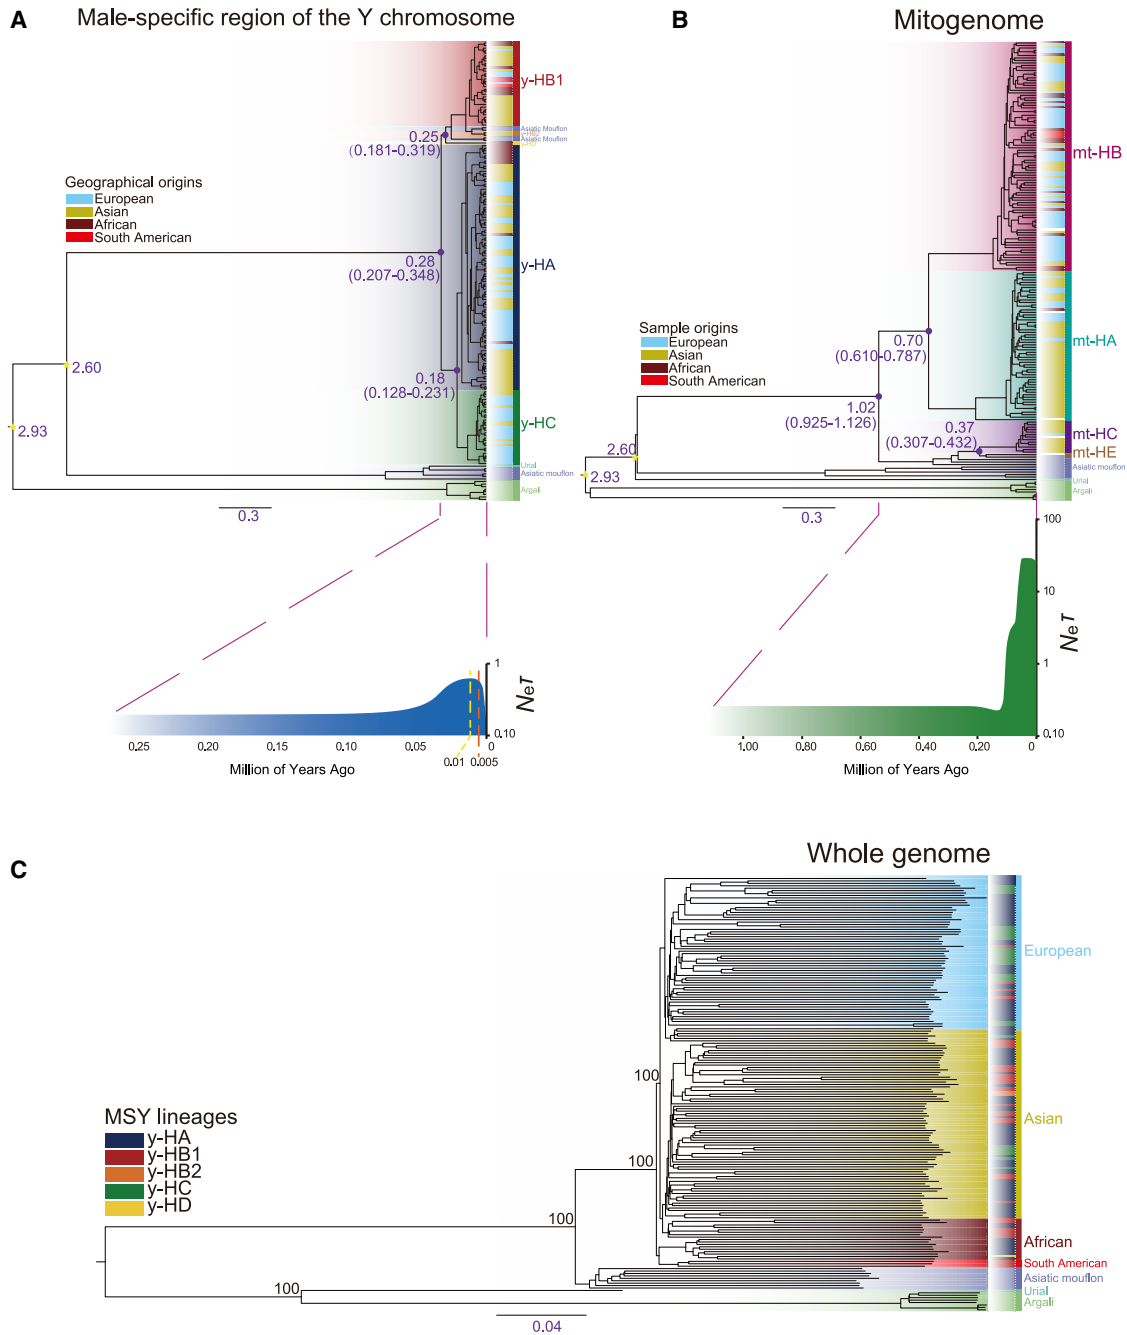 A
Male-specific region of the Y chromosome
y-HB1
Asiatic Mouflon
y-HB2
Asiatic Mouflon
y-HD
0.25
(0.181-0.319)
Geographical origins
European
Asian
African
South American
0.28
(0.207-0.348)
y-HA
2.60
0.18
(0.128-0.231)
y-HC
2.93
Urial
Asiatic mouflon
Argali
0.3
1
NeT
0.10
0.25
0.20
0.15
0.10
0.05
0
0.01
0.005
Million of Years Ago
B
Mitogenome
mt-HB
Sample origins
European
Asian
African
South American
0.70
(0.610-0.787)
mt-HA
1.02
(0.925-1.126)
0.37
(0.307-0.432)
mt-HC
mt-HE
2.60
Asiatic mouflon
2.93
Urial
Argali
0.3
100
10
NeT
1
0.10
1.00
0.80
0.60
0.40
0.20
0
Million of Years Ago
C
Whole genome
European
100
Asian
MSY lineages
y-HA
y-HB1
y-HB2
y-HC
y-HD
100
100
African
South American
Asiatic mouflon
100
Urial
Argali
0.04